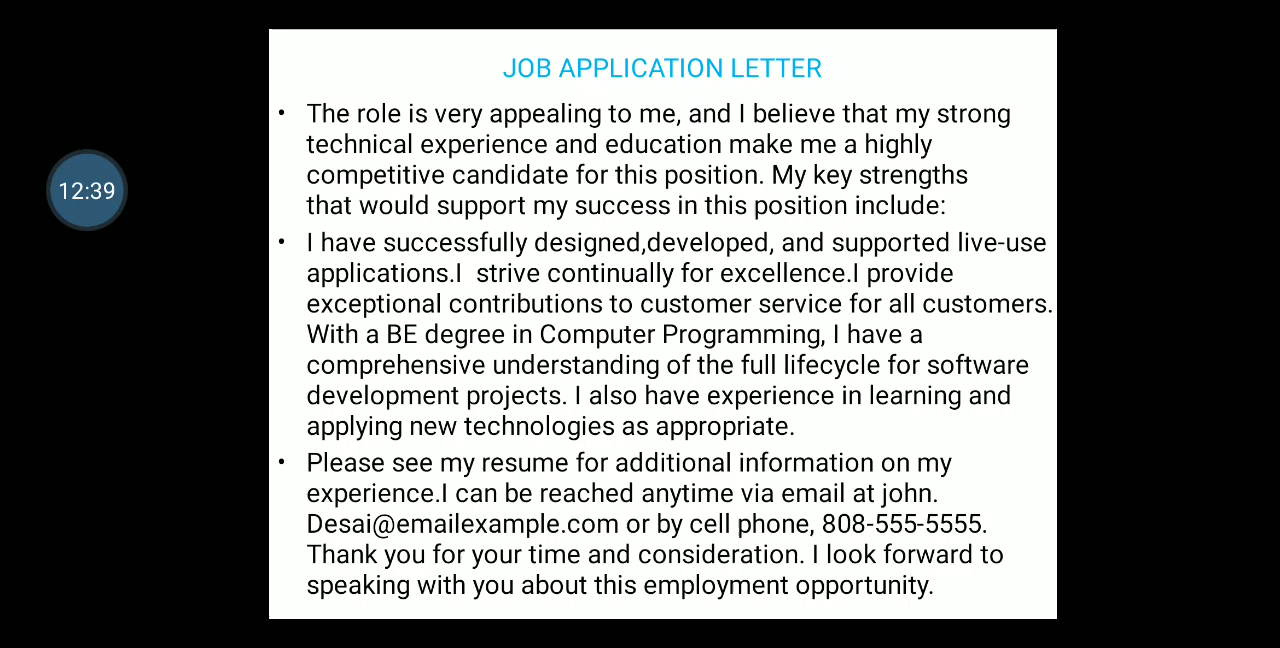 JOB APPLICATION LETTER
12:39
• The role is very appealing to me, and I believe that my strong
technical experience and education make me a highly
competitive candidate for this position. My key strengths
that would support my success in this position include:
• I have successfully designed,developed, and supported live-use
applications.I  strive continually for excellence.I provide
exceptional contributions to customer service for all customers.
With a BE degree in Computer Programming, I have a
comprehensive understanding of the full lifecycle for software
development projects. I also have experience in learning and
applying new technologies as appropriate.
• Please see my resume for additional information on my
experience.I can be reached anytime via email at john.
Desai@emailexample.com or by cell phone, 808-555-5555.
Thank you for your time and consideration. I look forward to
speaking with you about this employment opportunity.